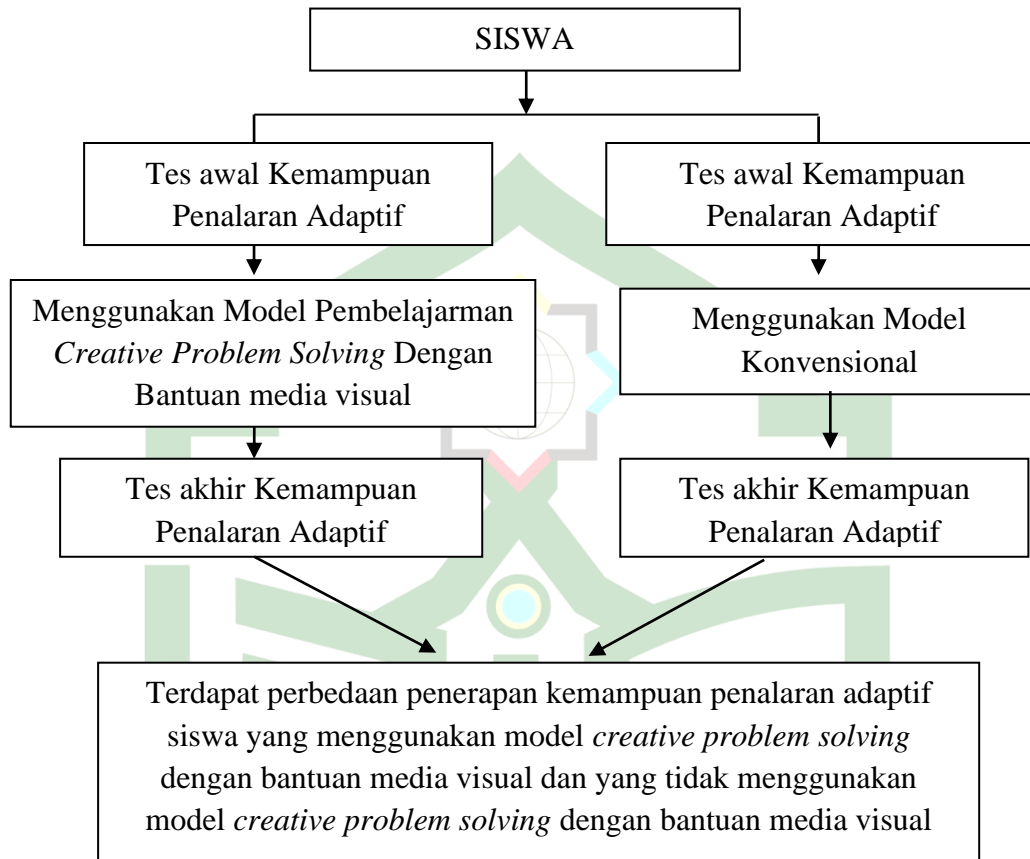 SISWA
Tes awal Kemampuan
Penalaran Adaptif
Tes awal Kemampuan
Penalaran Adaptif
Menggunakan Model Pembelajarman
Creative Problem Solving Dengan
Bantuan media visual
Menggunakan Model
Konvensional
Tes akhir Kemampuan
Penalaran Adaptif
Tes akhir Kemampuan
Penalaran Adaptif
Terdapat perbedaan penerapan kemampuan penalaran adaptif
siswa yang menggunakan model creative problem solving
dengan bantuan media visual dan yang tidak menggunakan
model creative problem solving dengan bantuan media visual